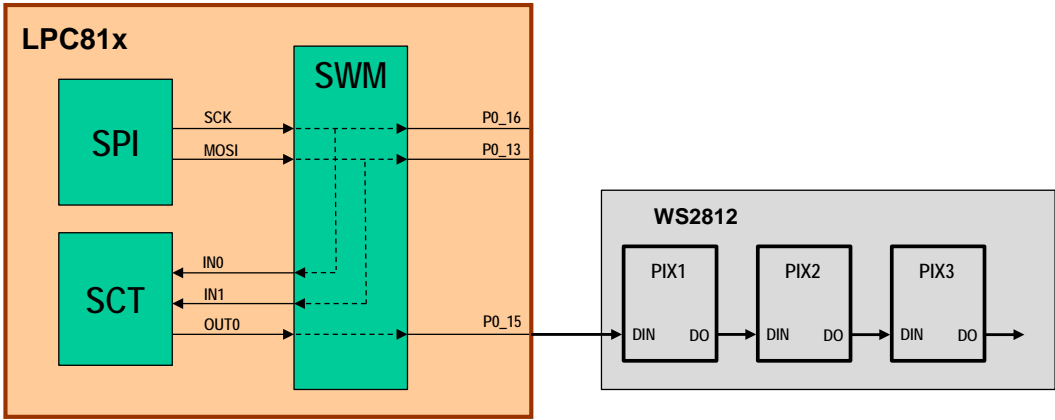 LPC81x
SPI
SCK
MOSI
SWM
P0_16
P0_13
SCT
IN0
IN1
OUT0
P0_15
WS2812
PIX1
DIN DO
PIX2
DIN DO
PIX3
DIN DO